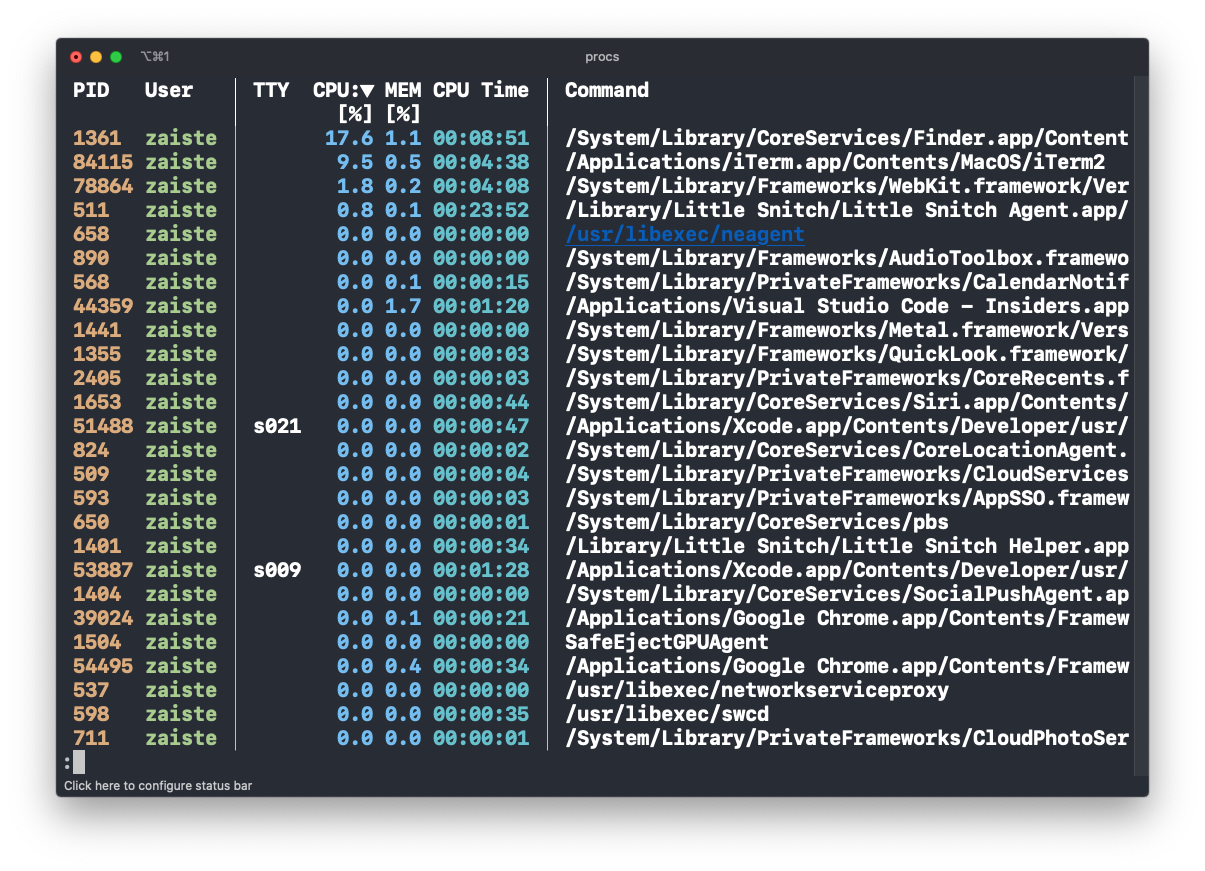 ⌥⌘1 procs
PID User TTY CPU:▼ MEM CPU Time Command
[%] [%]
1361 zaiste 17.6 1.1 00:08:51 /System/Library/CoreServices/Finder.app/Content
84115 zaiste 9.5 0.5 00:04:38 /Applications/iTerm.app/Contents/MacOS/iTerm2
78864 zaiste 1.8 0.2 00:04:08 /System/Library/Frameworks/WebKit.framework/Ver
511 zaiste 0.8 0.1 00:23:52 /Library/Little Snitch/Little Snitch Agent.app/
658 zaiste 0.0 0.0 00:00:00 /usr/libexec/neagent
890 zaiste 0.0 0.0 00:00:00 /System/Library/Frameworks/AudioToolbox.framewo
568 zaiste 0.0 0.1 00:00:15 /System/Library/PrivateFrameworks/CalendarNotif
44359 zaiste 0.0 1.7 00:01:20 /Applications/Visual Studio Code - Insiders.app
1441 zaiste 0.0 0.0 00:00:00 /System/Library/Frameworks/Metal.framework/Vers
1355 zaiste 0.0 0.0 00:00:03 /System/Library/Frameworks/QuickLook.framework/
2405 zaiste 0.0 0.0 00:00:03 /System/Library/PrivateFrameworks/CoreRecents.f
1653 zaiste 0.0 0.0 00:00:44 /System/Library/CoreServices/Siri.app/Contents/
51488 zaiste s021 0.0 0.0 00:00:47 /Applications/Xcode.app/Contents/Developer/usr/
824 zaiste 0.0 0.0 00:00:02 /System/Library/CoreServices/CoreLocationAgent.
509 zaiste 0.0 0.0 00:00:04 /System/Library/PrivateFrameworks/CloudServices
593 zaiste 0.0 0.0 00:00:03 /System/Library/PrivateFrameworks/AppSSO.framew
650 zaiste 0.0 0.0 00:00:01 /System/Library/CoreServices/pbs
1401 zaiste 0.0 0.0 00:00:34 /Library/Little Snitch/Little Snitch Helper.app
53887 zaiste s009 0.0 0.0 00:01:28 /Applications/Xcode.app/Contents/Developer/usr/
1404 zaiste 0.0 0.0 00:00:00 /System/Library/CoreServices/SocialPushAgent.ap
39024 zaiste 0.0 0.1 00:00:21 /Applications/Google Chrome.app/Contents/Framew
1504 zaiste 0.0 0.0 00:00:00 SafeEjectGPUAgent
54495 zaiste 0.0 0.4 00:00:34 /Applications/Google Chrome.app/Contents/Framew
537 zaiste 0.0 0.0 00:00:00 /usr/libexec/networkserviceproxy
598 zaiste 0.0 0.0 00:00:35 /usr/libexec/swcd
711 zaiste 0.0 0.0 00:00:01 /System/Library/PrivateFrameworks/CloudPhotoSer
:
Click here to configure status bar